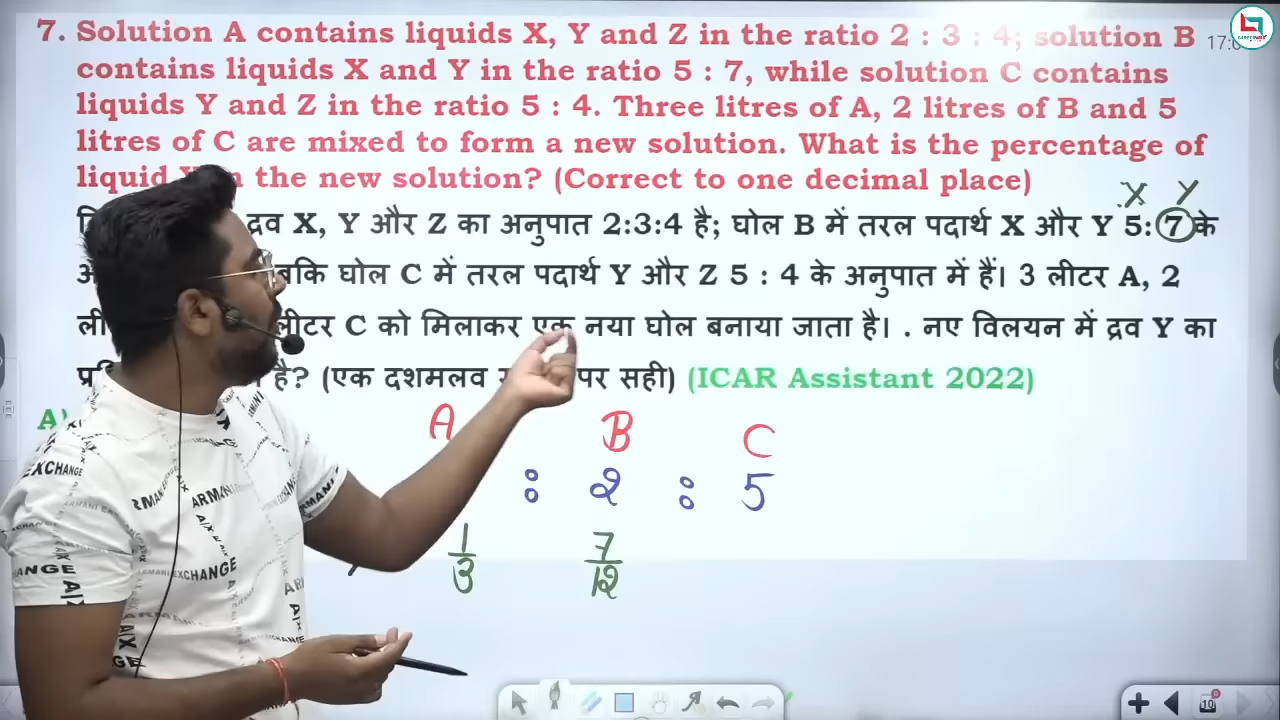 7. Solution A contains liquids X, Y and Z in the ratio 2 : 3 : 4; solution B
contains liquids X and Y in the ratio 5 : 7, while solution C contains
liquids Y and Z in the ratio 5 : 4. Three litres of A, 2 litres of B and 5
litres of C are mixed to form a new solution. What is the percentage of
liquid the new solution? (Correct to one decimal place)
X Y
द्रव X, Y और Z का अनुपात 2:3:4 है; घोल B में तरल पदार्थ X और Y 5:7 के
घोल C में तरल पदार्थ Y और Z 5 : 4 के अनुपात में हैं। 3 लीटर A, 2
लीटर C को मिलाकर एक नया घोल बनाया जाता है। . नए विलयन में द्रव Y का
है? (एक दशमलव पर सही) (ICAR Assistant 2022)
A)
A B C
: 2 : 5
1/3 7/12
EXCHANGE
ARMANI
ARMANI EXCHANGE
A|X